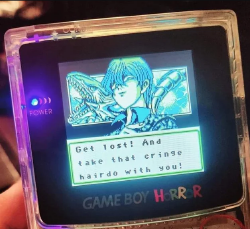 POWER
Get lost! And
take that cringe
hairdo with you!
GAME BOY HORROR